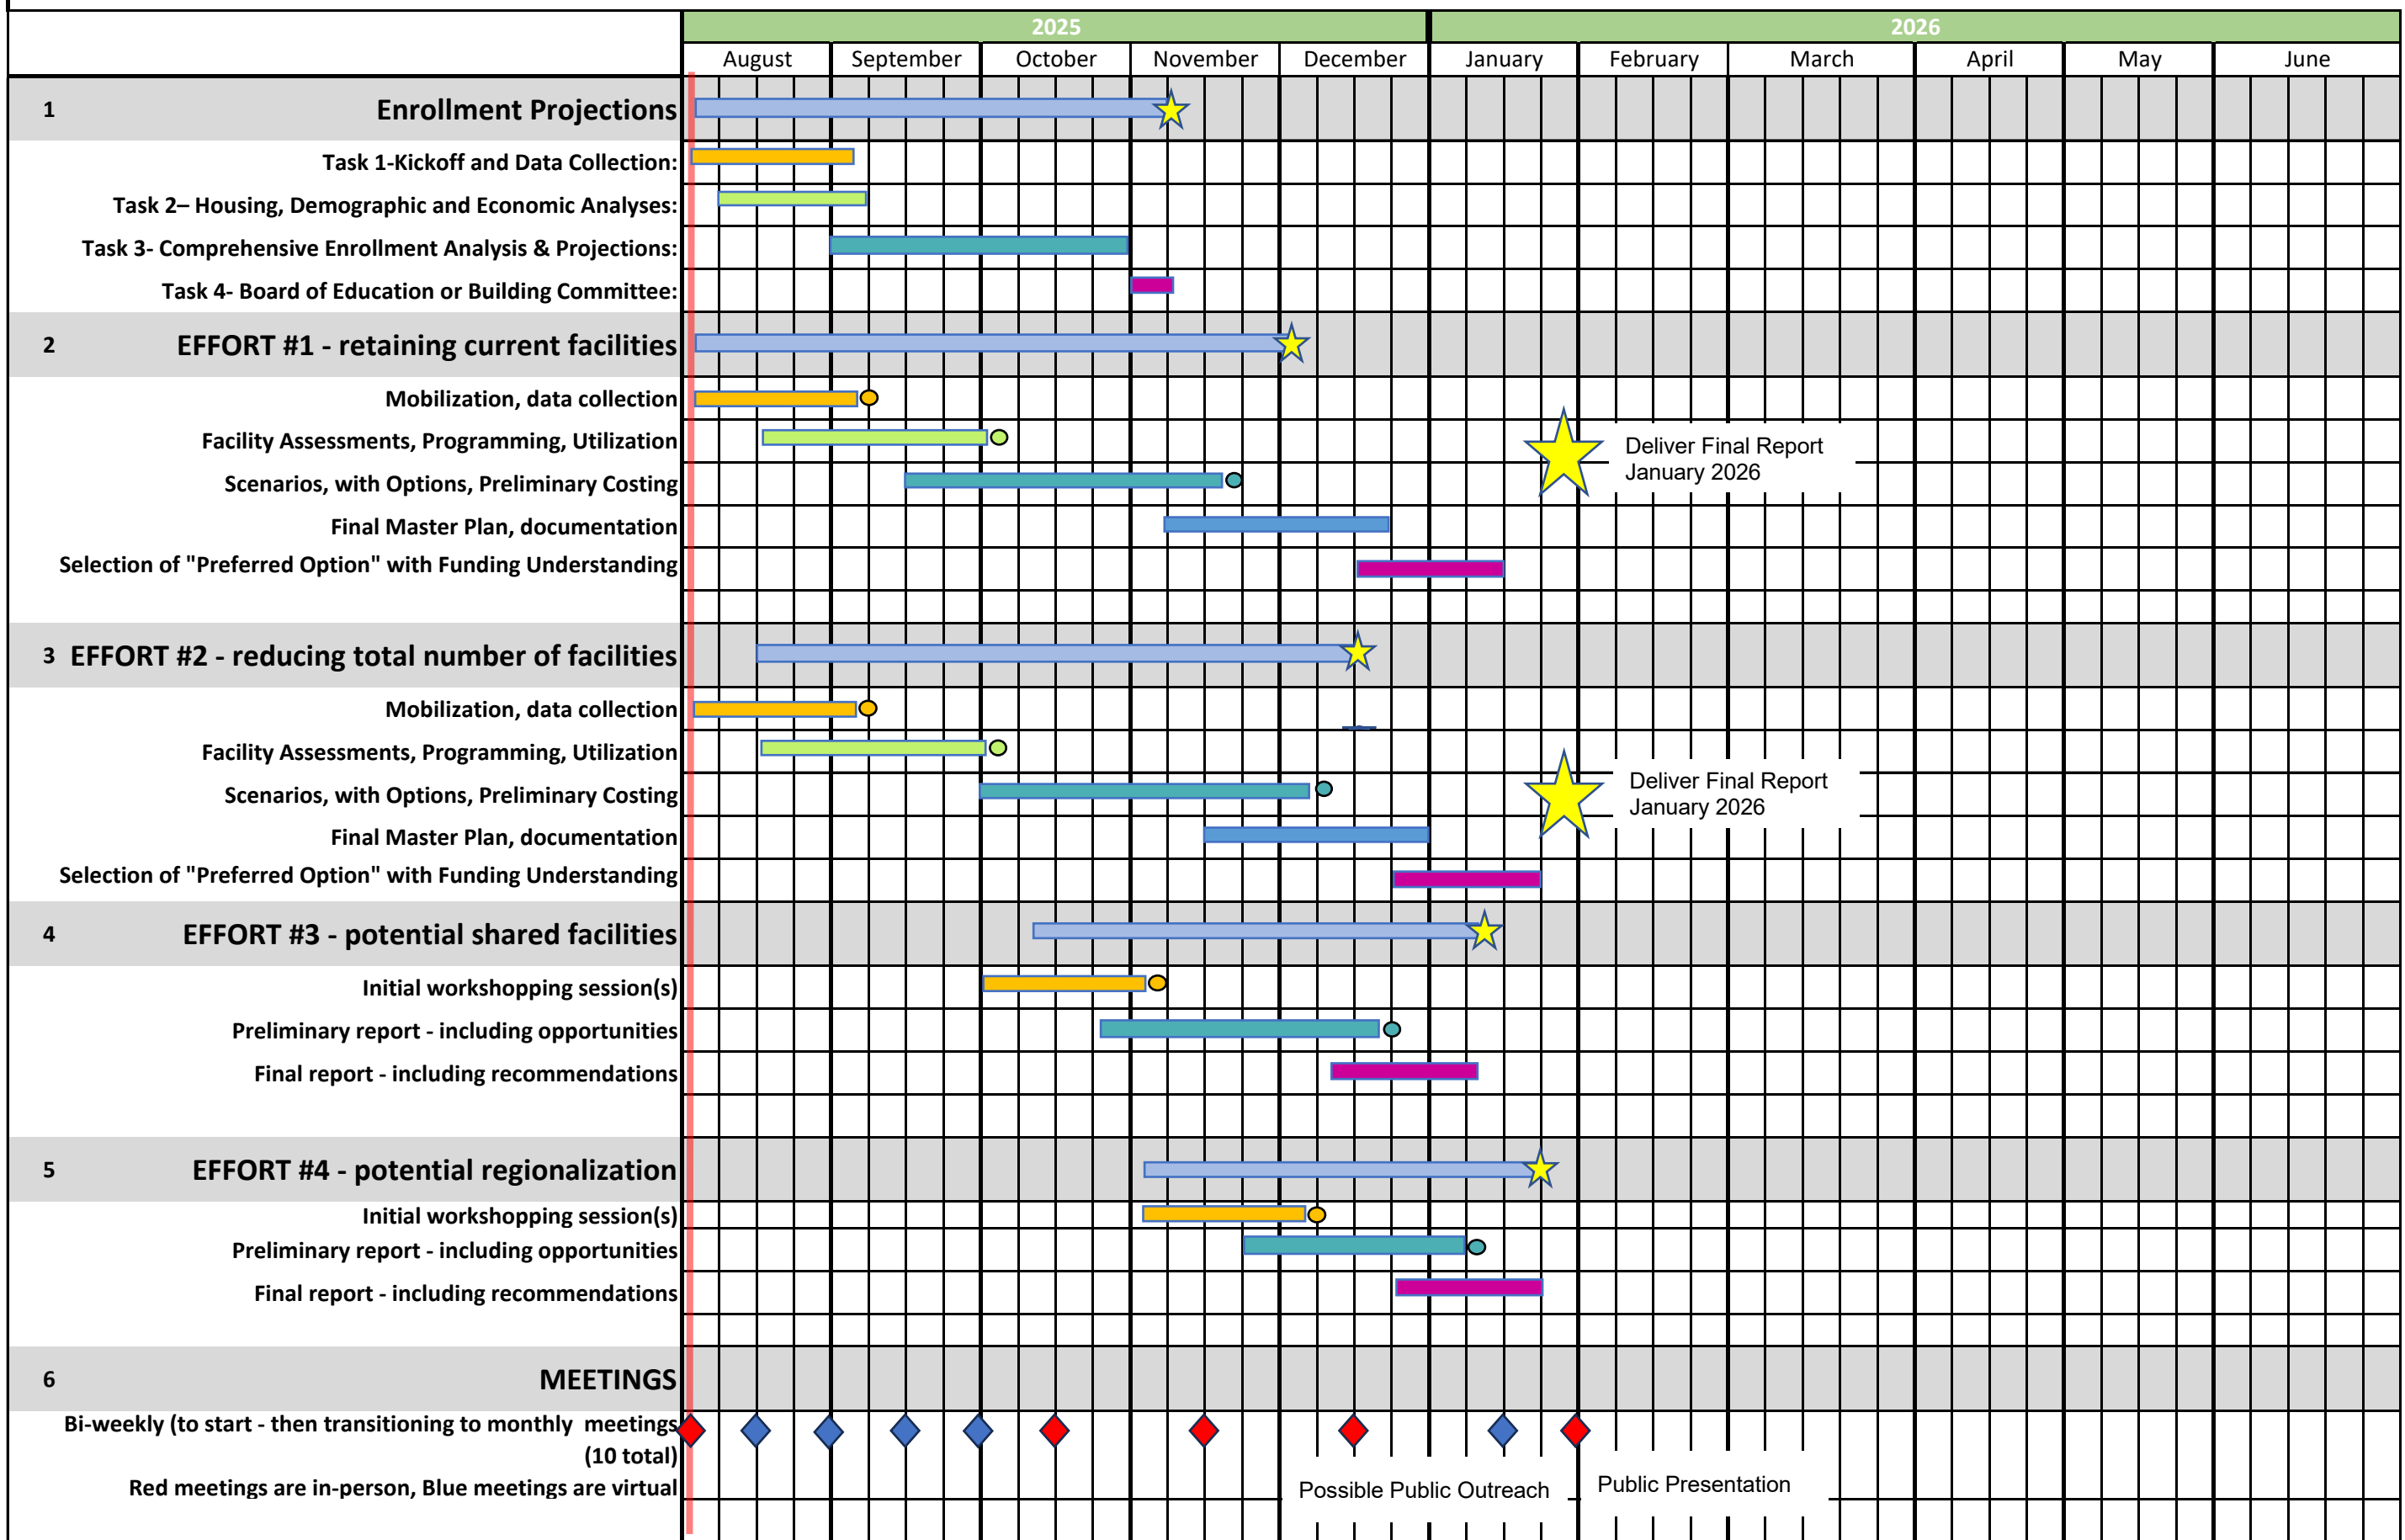 2025 2026
August September October November December January February March April May June
1 Enrollment Projections
Task 1-Kickoff and Data Collection:
Task 2– Housing, Demographic and Economic Analyses:
Task 3- Comprehensive Enrollment Analysis & Projections:
Task 4- Board of Education or Building Committee:
2 EFFORT #1 - retaining current facilities
Mobilization, data collection
Facility Assessments, Programming, Utilization
Deliver Final Report
January 2026
Scenarios, with Options, Preliminary Costing
Final Master Plan, documentation
Selection of "Preferred Option" with Funding Understanding
3 EFFORT #2 - reducing total number of facilities
Mobilization, data collection
Facility Assessments, Programming, Utilization
Deliver Final Report
January 2026
Scenarios, with Options, Preliminary Costing
Final Master Plan, documentation
Selection of "Preferred Option" with Funding Understanding
4 EFFORT #3 - potential shared facilities
Initial workshopping session(s)
Preliminary report - including opportunities
Final report - including recommendations
5 EFFORT #4 - potential regionalization
Initial workshopping session(s)
Preliminary report - including opportunities
Final report - including recommendations
6 MEETINGS
Bi-weekly (to start - then transitioning to monthly meetings
(10 total)
Red meetings are in-person, Blue meetings are virtual
Possible Public Outreach
Public Presentation